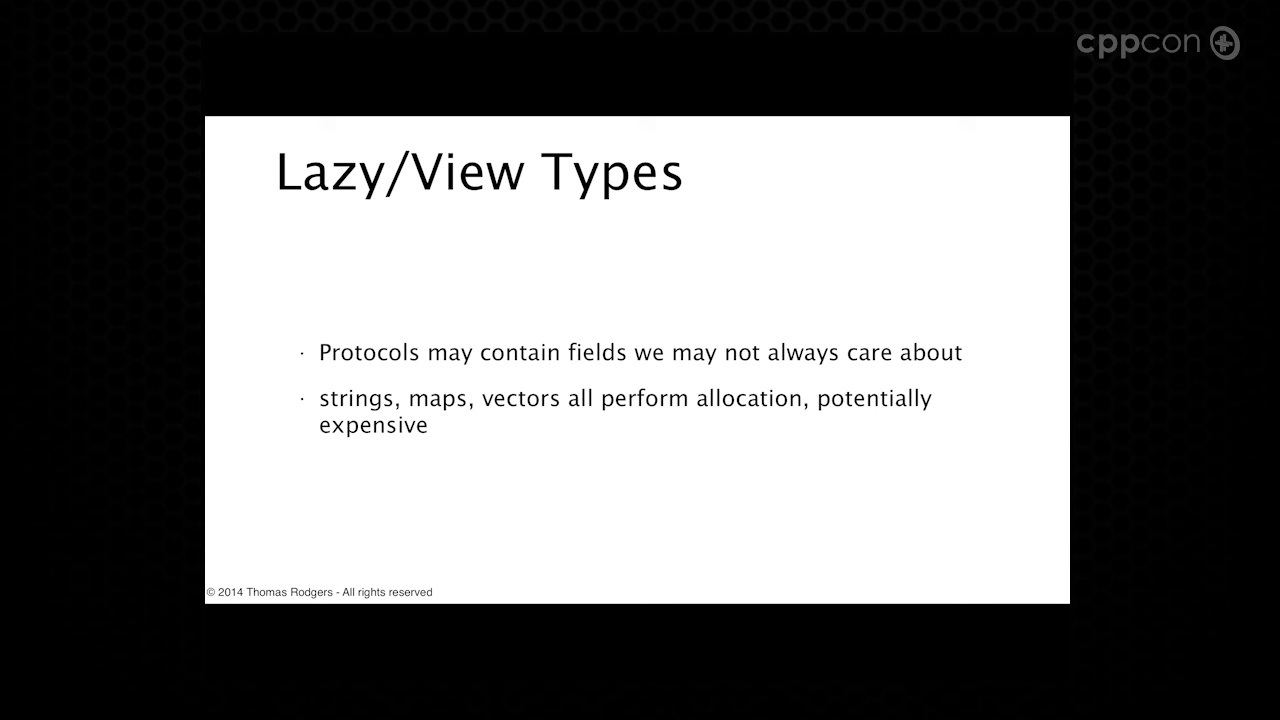 cppcon
Lazy/View Types
· Protocols may contain fields we may not always care about
· strings, maps, vectors all perform allocation, potentially
expensive
© 2014 Thomas Rodgers - All rights reserved